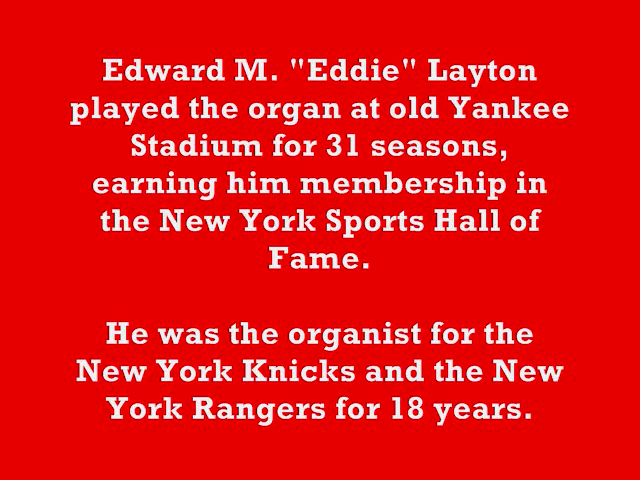 Edward M. "Eddie" Layton
played the organ at old Yankee
Stadium for 31 seasons,
earning him membership in
the New York Sports Hall of
Fame.
He was the organist for the
New York Knicks and the New
York Rangers for 18 years.